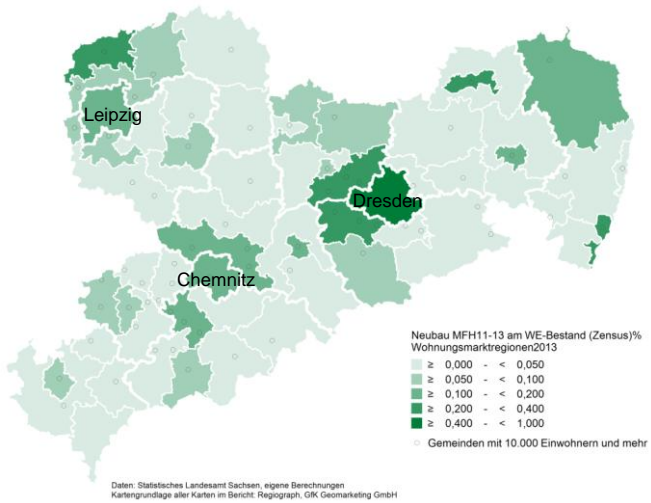 Leipzig
Dresden
Chemnitz
Neubau MFH11-13 am WE-Bestand (Zensus)%
Wohnungsmarktregionen2013
≥ 0,000 - < 0,050
≥ 0,050 - < 0,100
≥ 0,100 - < 0,200
≥ 0,200 - < 0,400
≥ 0,400 - < 1,000
Gemeinden mit 10.000 Einwohnern und mehr
Daten: Statistisches Landesamt Sachsen, eigene Berechnungen
Kartengrundlage aller Karten im Bericht: Regiograph, GfK Geomarketing GmbH